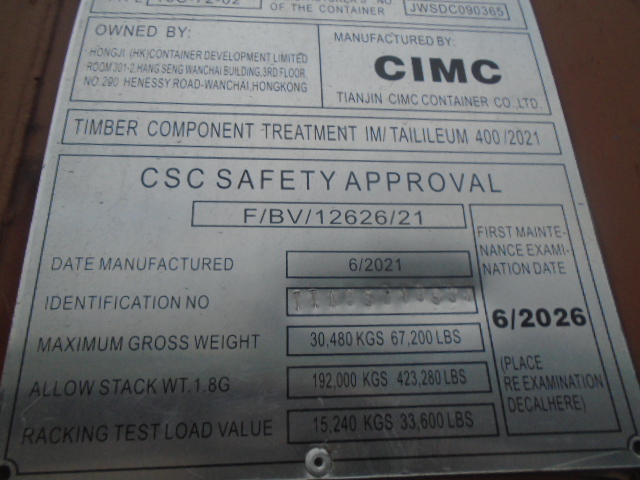 OF THE CONTAINER JWSDC090365
OWNED BY:
HONGJI (HK)CONTAINER DEVELOPMENT LIMITED
ROOM 301-2, HANG SENG WANCHAI BUILDING, 3RD FLOOR,
NO. 290 HENESSY ROAD-WANCHAI, HONGKONG
MANUFACTURED BY:
CIMC
TIANJIN CIMC CONTAINER CO., LTD.
TIMBER COMPONENT TREATMENT IM/ TAILILEUM 400 /2021
CSC SAFETY APPROVAL
F/BV/12626/21
DATE MANUFACTURED 6/2021
IDENTIFICATION NO
MAXIMUM GROSS WEIGHT 30,480 KGS 67,200 LBS
ALLOW STACK WT. 1.8G 192,000 KGS 423,280 LBS
RACKING TEST LOAD VALUE 15,240 KGS 33,600 LBS
FIRST MAINTE-
NANCE EXAMI-
NATION DATE
6/2026
(PLACE
RE EXAMINATION
DECALHERE)